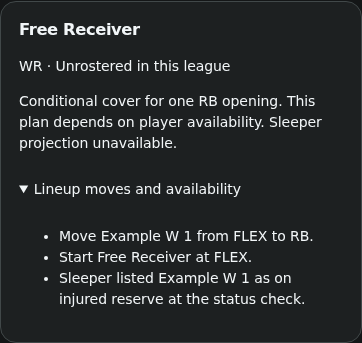 Free Receiver
WR · Unrostered in this league
Conditional cover for one RB opening. This
plan depends on player availability. Sleeper
projection unavailable.
▼ Lineup moves and availability
• Move Example W 1 from FLEX to RB.
• Start Free Receiver at FLEX.
• Sleeper listed Example W 1 as on
injured reserve at the status check.